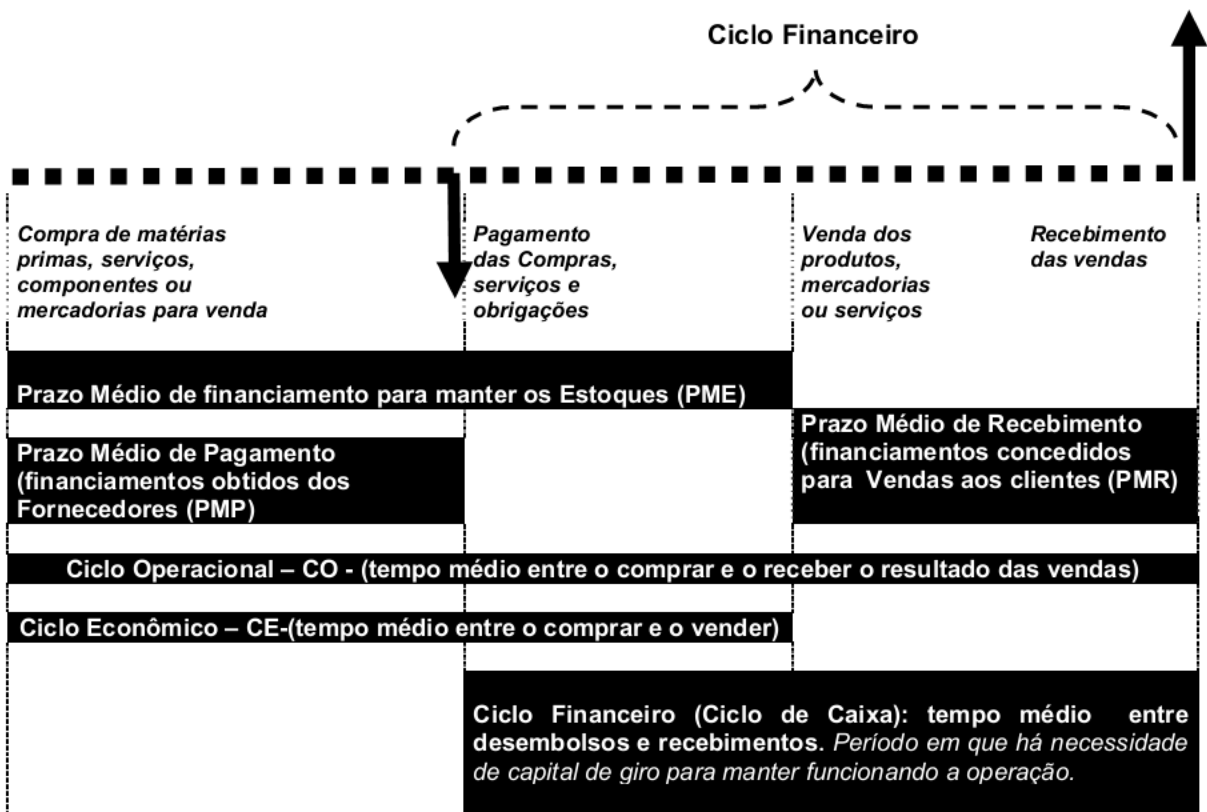 Ciclo Financeiro
Compra de matérias
primas, serviços,
componentes ou
mercadorias para venda
Pagamento
das Compras,
serviços e
obrigações
Venda dos
produtos,
mercadorias
ou serviços
Recebimento
das vendas
Prazo Médio de financiamento para manter os Estoques (PME)
Prazo Médio de Pagamento
(financiamentos obtidos dos
Fornecedores (PMP)
Prazo Médio de Recebimento
(financiamentos concedidos
para Vendas aos clientes (PMR)
Ciclo Operacional – CO - (tempo médio entre o comprar e o receber o resultado das vendas)
Ciclo Econômico – CE-(tempo médio entre o comprar e o vender)
Ciclo Financeiro (Ciclo de Caixa): tempo médio entre
desembolsos e recebimentos. Período em que há necessidade
de capital de giro para manter funcionando a operação.